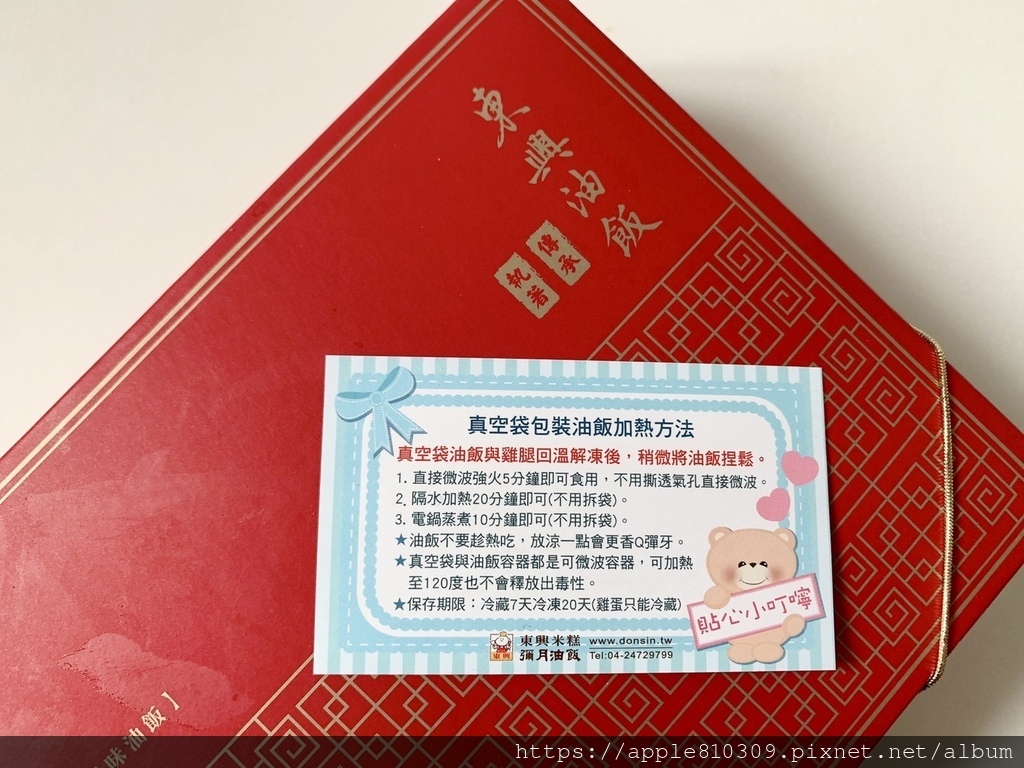 東興油飯
傳承
執著
真空袋包裝油飯加熱方法
真空袋油飯與雞腿回溫解凍後，稍微將油飯捏鬆。
1. 直接微波強火5分鐘即可食用，不用撕透氣孔直接微波。
2. 隔水加熱20分鐘即可(不用拆袋)。
3. 電鍋蒸煮10分鐘即可(不用拆袋)。
★油飯不要趁熱吃，放涼一點會更香Q彈牙。
★真空袋與油飯容器都是可微波容器，可加熱
至120度也不會釋放出毒性。
★保存期限：冷藏7天冷凍20天(雞蛋只能冷藏)
貼心小叮嚀
東興
東興米糕 www.donsin.tw
彌月油飯 Tel:04-24729799
味油飯】
https://apple810309.pixnet.net/album